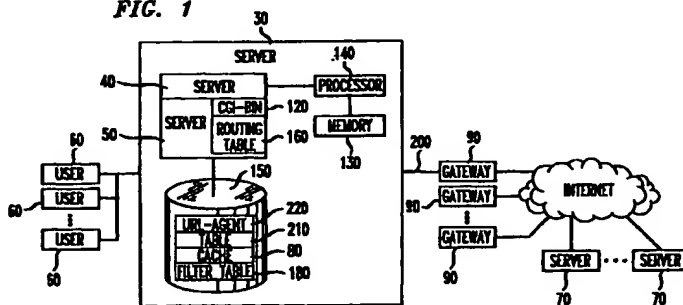 FIG. 1
30
SERVER
40
SERVER
140
PROCESSOR
CGI-BIN
120
SERVER
ROUTING
TABLE
160
MEMORY
130
50
60
USER
60
USER
USER
60
150
220
URL-AGENT
TABLE
210
CACHE
80
FILTER TABLE
180
200
90
GATEWAY
90
GATEWAY
GATEWAY
90
INTERNET
SERVER
70
SERVER
70